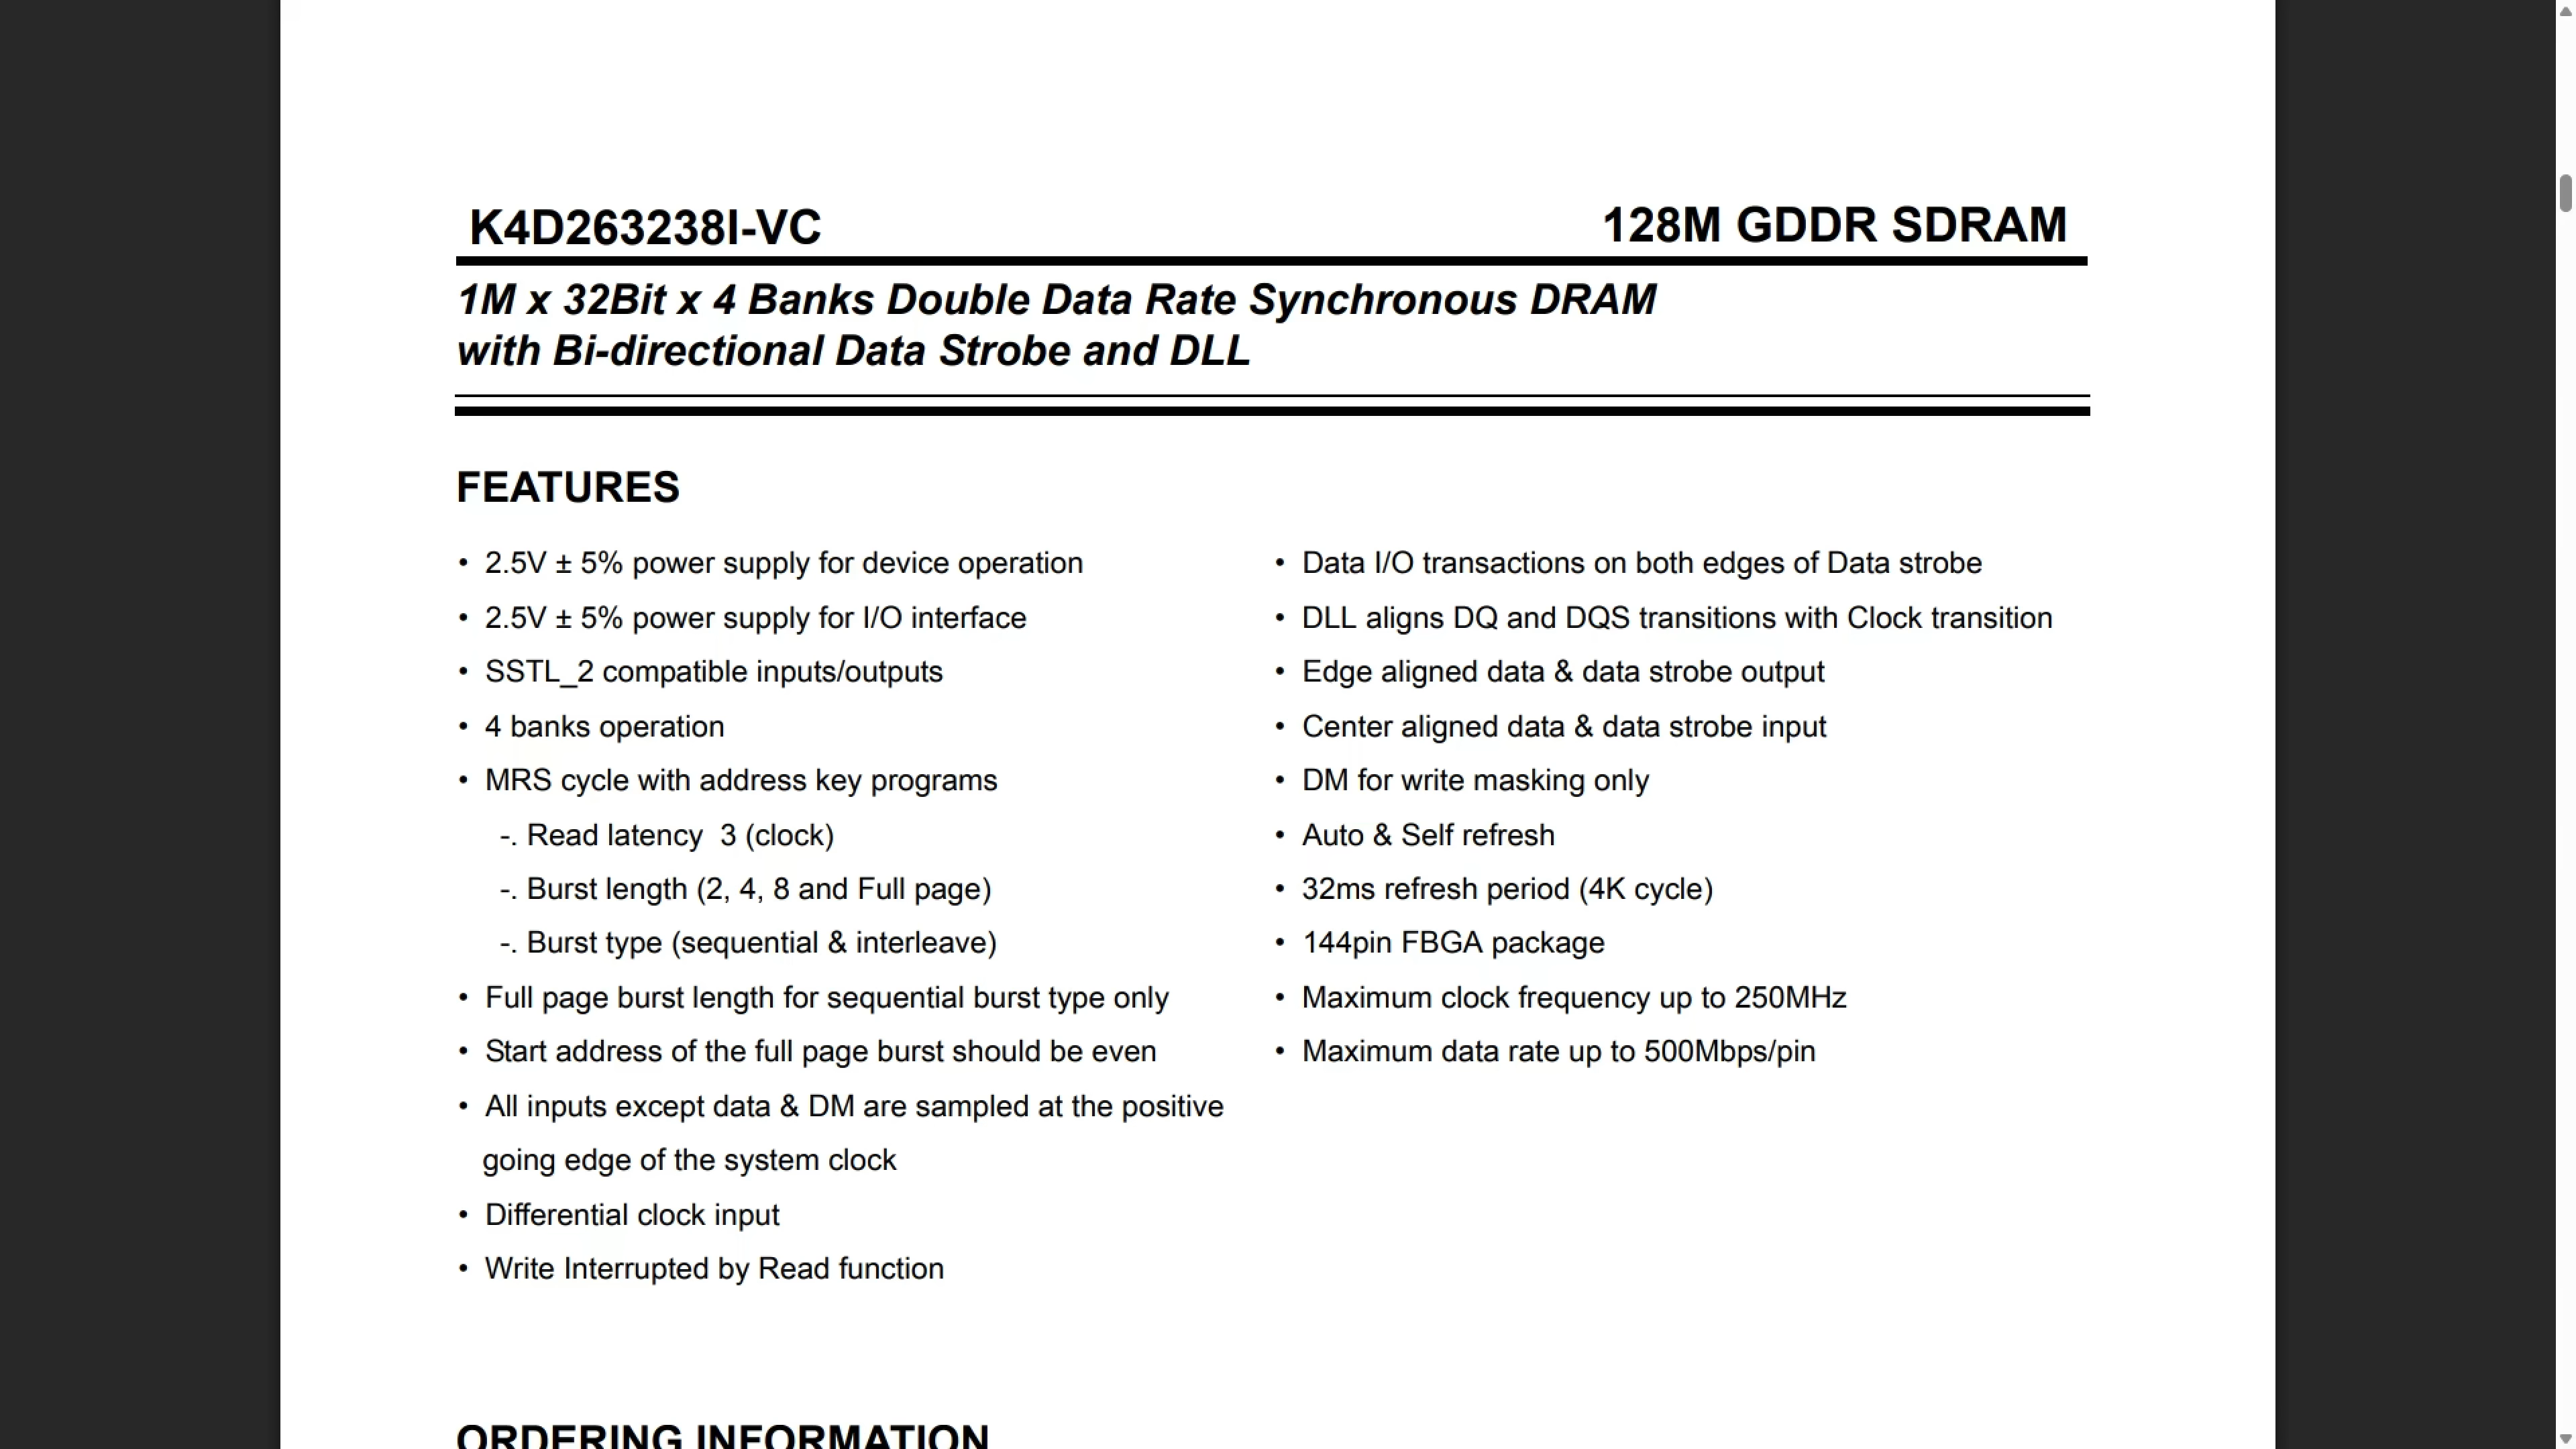 K4D263238I-VC 128M GDDR SDRAM
1M x 32Bit x 4 Banks Double Data Rate Synchronous DRAM
with Bi-directional Data Strobe and DLL
FEATURES
• 2.5V ± 5% power supply for device operation
• 2.5V ± 5% power supply for I/O interface
• SSTL_2 compatible inputs/outputs
• 4 banks operation
• MRS cycle with address key programs
-. Read latency 3 (clock)
-. Burst length (2, 4, 8 and Full page)
-. Burst type (sequential & interleave)
• Full page burst length for sequential burst type only
• Start address of the full page burst should be even
• All inputs except data & DM are sampled at the positive
going edge of the system clock
• Differential clock input
• Write Interrupted by Read function
• Data I/O transactions on both edges of Data strobe
• DLL aligns DQ and DQS transitions with Clock transition
• Edge aligned data & data strobe output
• Center aligned data & data strobe input
• DM for write masking only
• Auto & Self refresh
• 32ms refresh period (4K cycle)
• 144pin FBGA package
• Maximum clock frequency up to 250MHz
• Maximum data rate up to 500Mbps/pin
ORDERING INFORMATION